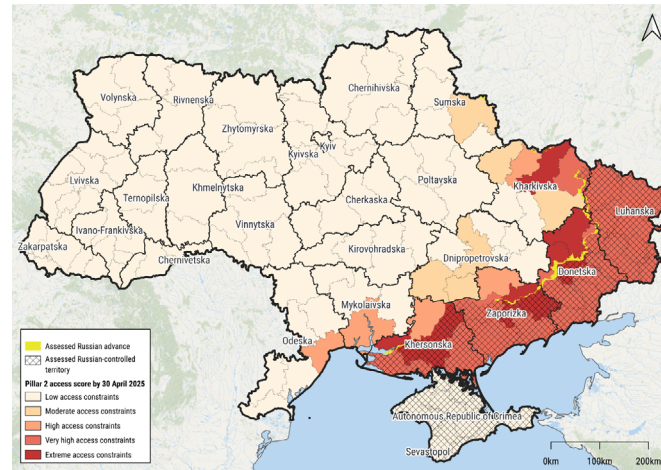 Volynska
Rivnenska
Zhytomyrska
Chernihivska
Sumska
Kyivska
Kyiv
Lvivska
Ternopilska
Khmelnytska
Poltavska
Kharkivska
Luhanska
Ivano-Frankivska
Vinnytska
Cherkaska
Zakarpatska
Chernivetska
Kirovohradska
Dnipropetrovska
Donetska
Mykolaivska
Zaporizka
Odeska
Khersonska
Autonomous Republic of Crimea
Sevastopol
Assessed Russian advance
Assessed Russian-controlled
territory
Pillar 2 access score by 30 April 2025
Low access constraints
Moderate access constraints
High access constraints
Very high access constraints
Extreme access constraints
0km 100km 200km